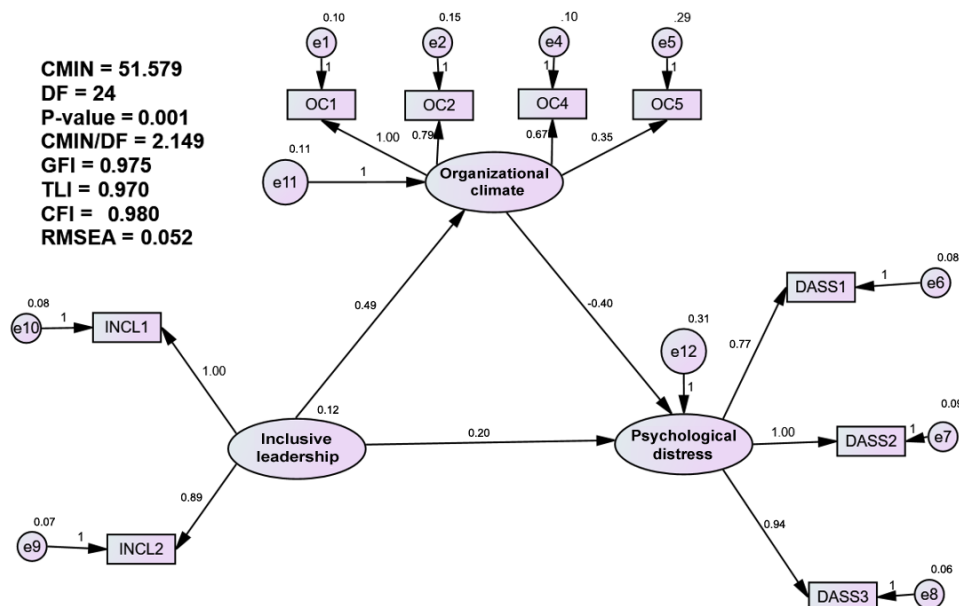 CMIN = 51.579
DF = 24
P-value = 0.001
CMIN/DF = 2.149
GFI = 0.975
TLI = 0.970
CFI = 0.980
RMSEA = 0.052
0.10
0.15
.10
.29
e1
e2
e4
e5
1
1
1
1
OC1
OC2
OC4
OC5
1.00
0.79
0.67
0.35
0.11
e11
1
Organizational
climate
0.49
-0.40
0.08
e10
1
INCL1
1.00
0.12
Inclusive
leadership
0.89
0.07
e9
1
INCL2
0.20
0.31
e12
1
Psychological
distress
0.77
DASS1
1
0.08
e6
1.00
DASS2
1
0.09
e7
0.94
DASS3
1
0.06
e8